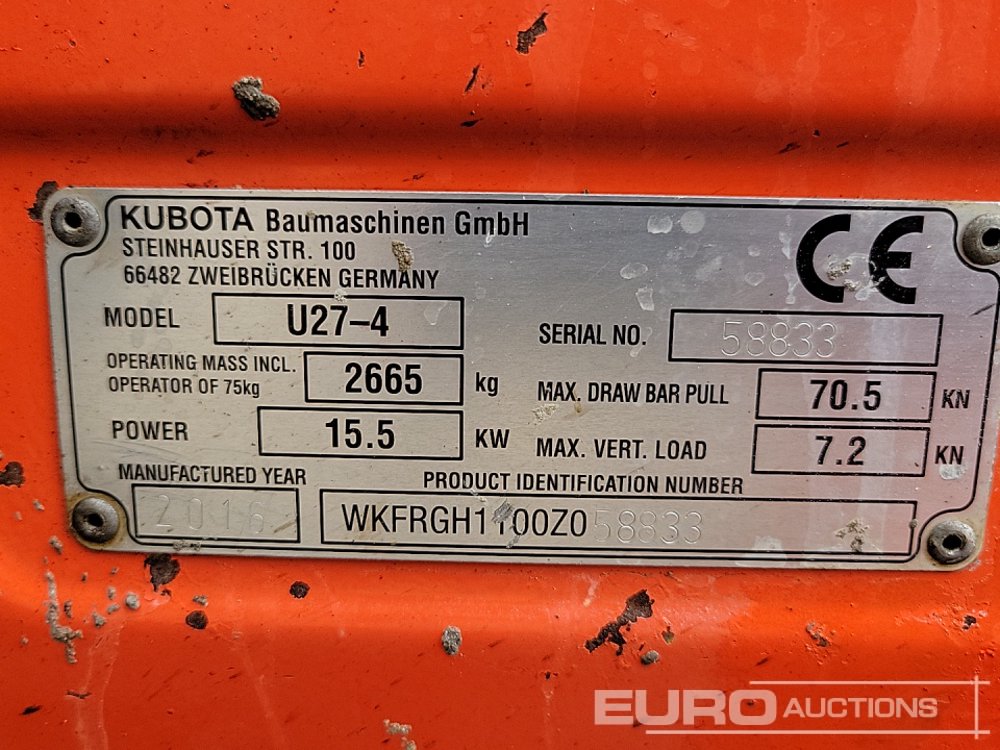 KUBOTA Baumaschinen GmbH
STEINHAUSER STR. 100
66482 ZWEIBRÜCKEN GERMANY
CE
MODEL U27-4
SERIAL NO. 58833
OPERATING MASS INCL.
OPERATOR OF 75kg 2665 kg
MAX. DRAW BAR PULL 70.5 KN
POWER 15.5 KW
MAX. VERT. LOAD 7.2 KN
MANUFACTURED YEAR
2016
PRODUCT IDENTIFICATION NUMBER
WKFRGH1100Z058833
EURO AUCTIONS